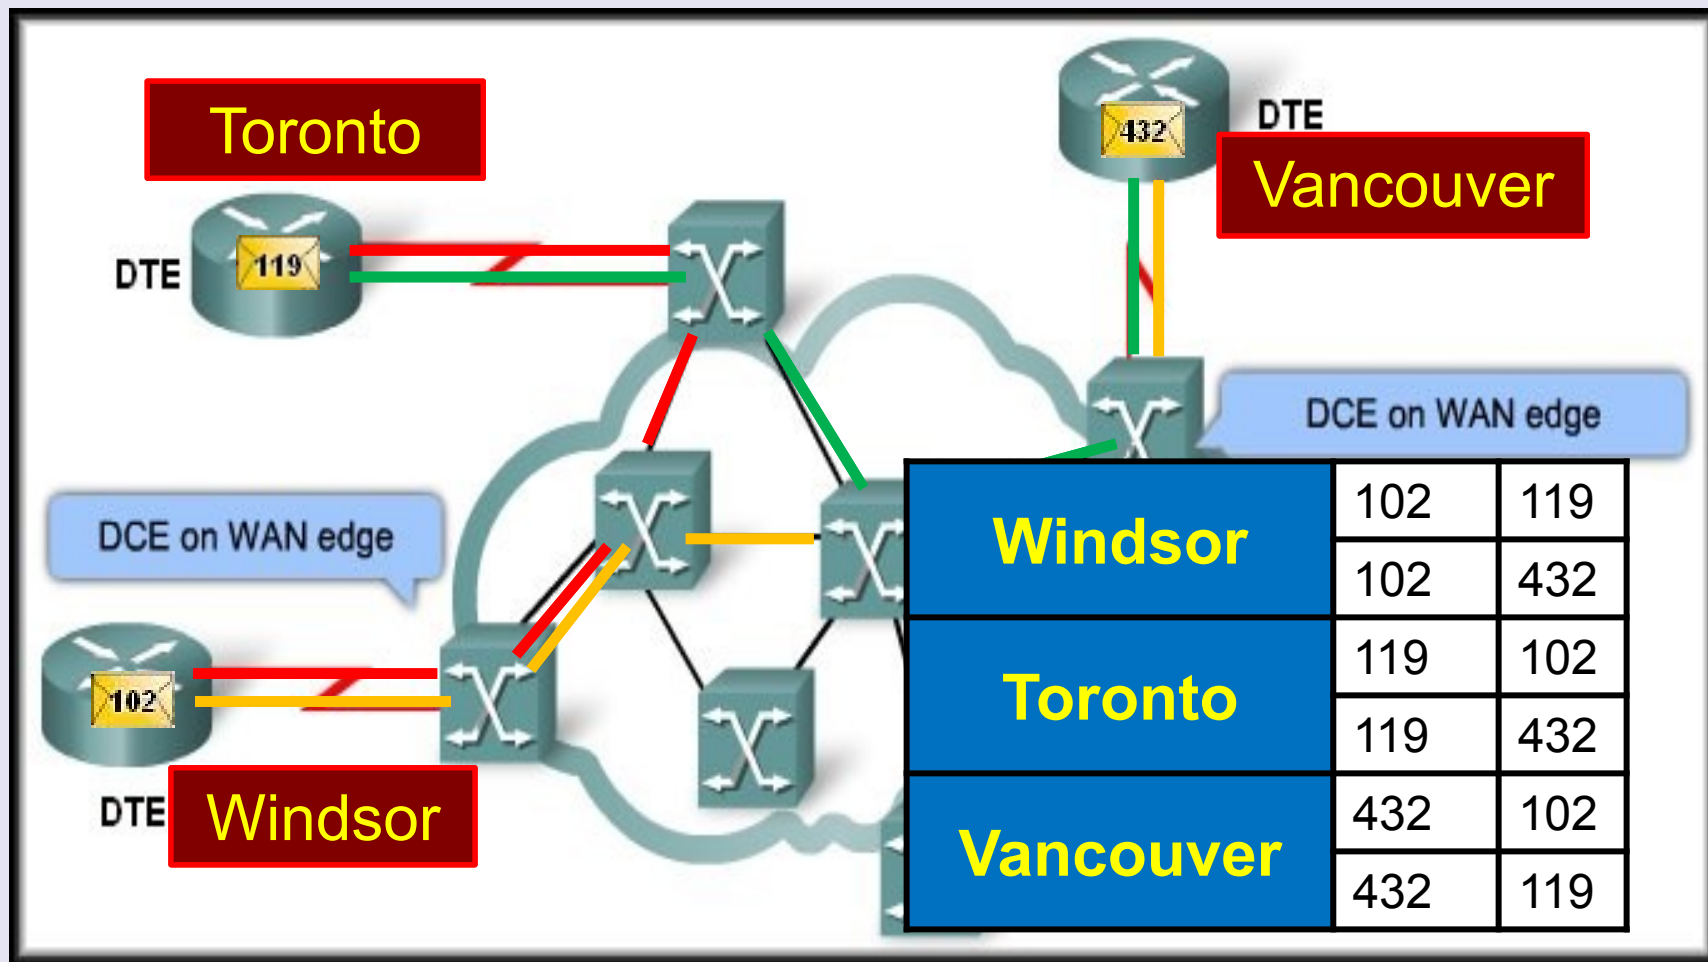 Toronto
DTE
119
432
DTE
Vancouver
DCE on WAN edge
DCE on WAN edge
102
DTE
Windsor
Windsor 102 119
102 432
Toronto 119 102
119 432
Vancouver 432 102
432 119